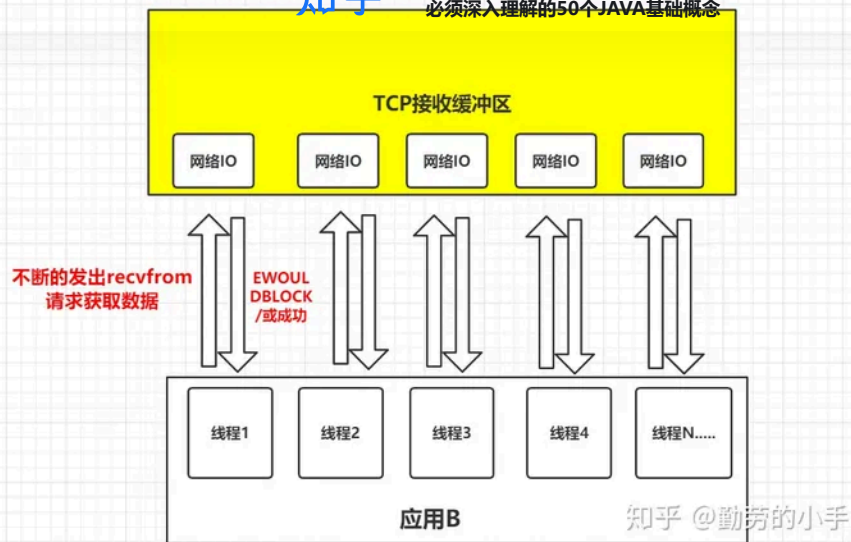 知乎
必须深入理解的50个JAVA基础概念
TCP接收缓冲区
网络IO
网络IO
网络IO
网络IO
网络IO
不断的发出recvfrom
请求获取数据
EWOUL
DBLOCK
/或成功
线程1
线程2
线程3
线程4
线程N.....
应用B
知乎 @勤劳的小手